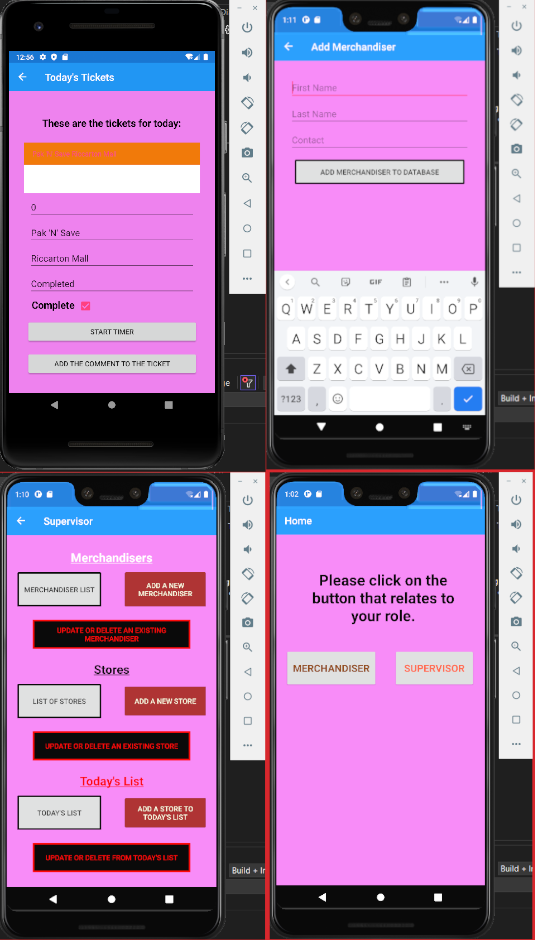 12:56
Today's Tickets
These are the tickets for today:
0
Pak 'N' Save
Riccarton Mall
Completed
Complete
START TIMER
ADD THE COMMENT TO THE TICKET
1:11
Add Merchandiser
First Name
Last Name
Contact
ADD MERCHANDISER TO DATABASE
GIF
1 2 3 4 5 6 7 8 9 0
Q W E R T Y U I O P
A S D F G H J K L
Z X C V B N M
?123 , .
Build + In
1:10
Supervisor
Merchandisers
MERCHANDISER LIST
ADD A NEW
MERCHANDISER
UPDATE OR DELETE AN EXISTING
MERCHANDISER
Stores
LIST OF STORES
ADD A NEW STORE
UPDATE OR DELETE AN EXISTING STORE
Today's List
TODAY'S LIST
ADD A STORE TO
TODAY'S LIST
UPDATE OR DELETE FROM TODAY'S LIST
Build + In
1:02
Home
Please click on the
button that relates to
your role.
MERCHANDISER
SUPERVISOR
Build + In